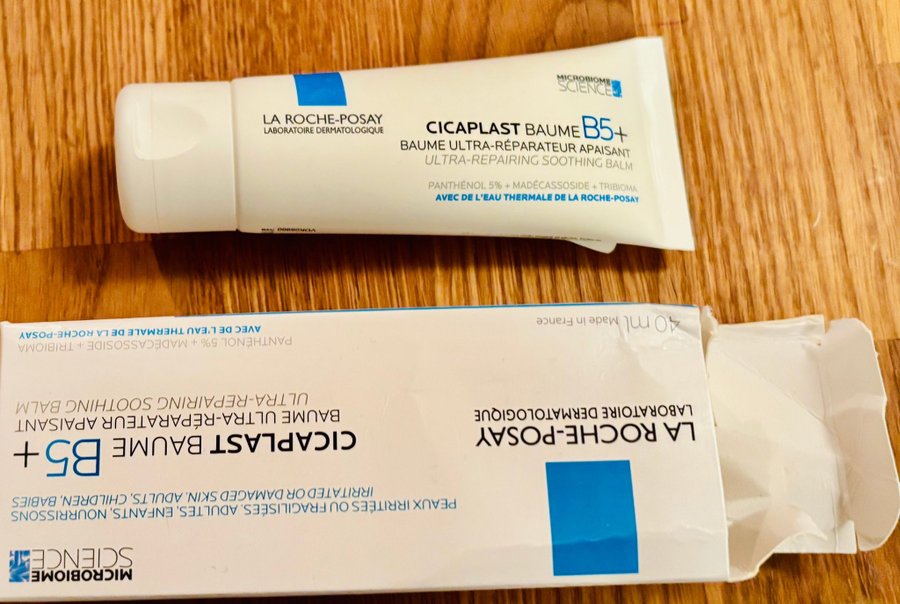 LA ROCHE-POSAY
LABORATOIRE DERMATOLOGIQUE
MICROBIOME
SCIENCE
CICAPLAST BAUME B5+
BAUME ULTRA-RÉPARATEUR APAISANT
ULTRA-REPAIRING SOOTHING BALM
PANTHÉNOL 5% + MADÉCASSOSIDE + TRIBIOMA
AVEC DE L'EAU THERMALE DE LA ROCHE-POSAY
MICROBIOME
SCIENCE
LA ROCHE-POSAY
LABORATOIRE DERMATOLOGIQUE
PEAUX IRRITÉES OU FRAGILISÉES, ADULTES, ENFANTS, NOURRISSONS
IRRITATED OR DAMAGED SKIN, ADULTS, CHILDREN, BABIES
CICAPLAST BAUME B5+
BAUME ULTRA-RÉPARATEUR APAISANT
ULTRA-REPAIRING SOOTHING BALM
PANTHÉNOL 5% + MADÉCASSOSIDE + TRIBIOMA
AVEC DE L'EAU THERMALE DE LA ROCHE-POSAY
40 mL Made in France